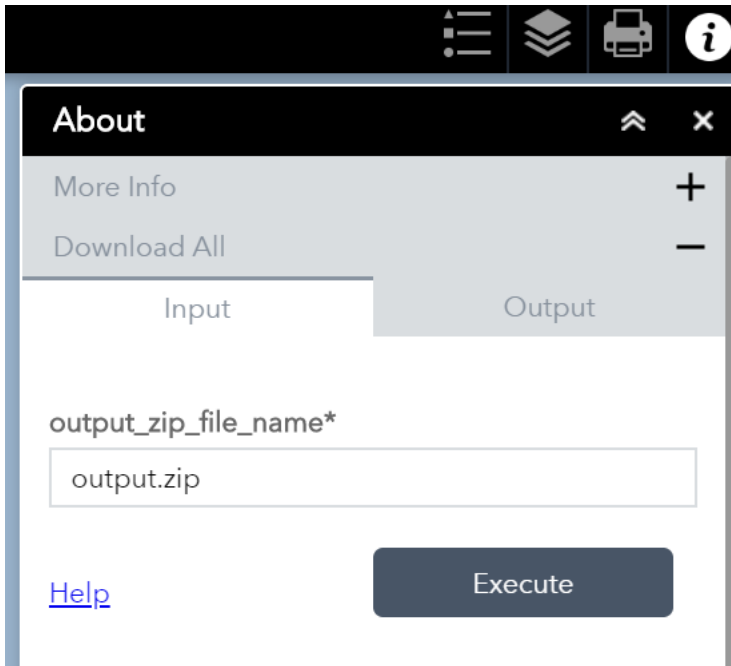 i
About
More Info
Download All
Input Output
output_zip_file_name*
output.zip
Help Execute